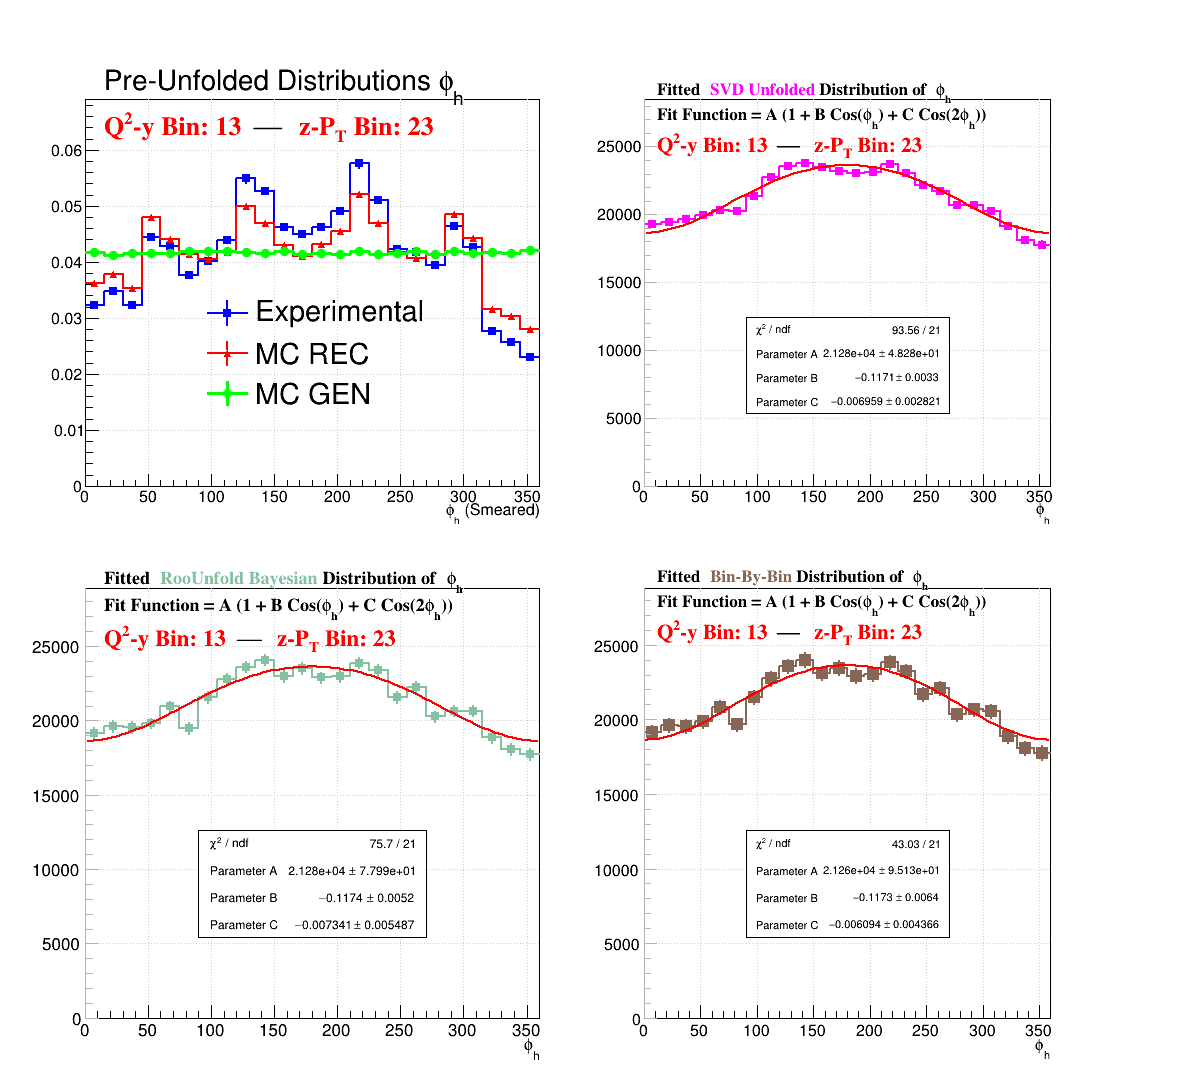 Pre-Unfolded Distributions ϕh
Q²-y Bin: 13 — z-PT Bin: 23
0.06
0.05
0.04
0.03
0.02
0.01
0
Experimental
MC REC
MC GEN
0 50 100 150 200 250 300 350
ϕh (Smeared)
Fitted SVD Unfolded Distribution of ϕh
Fit Function = A (1 + B Cos(ϕh) + C Cos(2ϕh))
Q²-y Bin: 13 — z-PT Bin: 23
25000
20000
15000
10000
5000
0
χ² / ndf 93.56 / 21
Parameter A 2.128e+04 ± 4.828e+01
Parameter B −0.1171 ± 0.0033
Parameter C −0.006959 ± 0.002821
0 50 100 150 200 250 300 350
ϕh
Fitted RooUnfold Bayesian Distribution of ϕh
Fit Function = A (1 + B Cos(ϕh) + C Cos(2ϕh))
Q²-y Bin: 13 — z-PT Bin: 23
25000
20000
15000
10000
5000
0
χ² / ndf 75.7 / 21
Parameter A 2.128e+04 ± 7.799e+01
Parameter B −0.1174 ± 0.0052
Parameter C −0.007341 ± 0.005487
0 50 100 150 200 250 300 350
ϕh
Fitted Bin-By-Bin Distribution of ϕh
Fit Function = A (1 + B Cos(ϕh) + C Cos(2ϕh))
Q²-y Bin: 13 — z-PT Bin: 23
25000
20000
15000
10000
5000
0
χ² / ndf 43.03 / 21
Parameter A 2.126e+04 ± 9.513e+01
Parameter B −0.1173 ± 0.0064
Parameter C −0.006094 ± 0.004366
0 50 100 150 200 250 300 350
ϕh